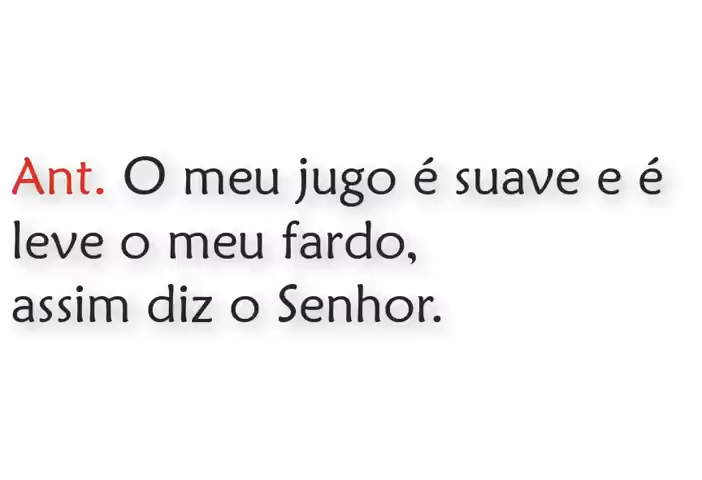 Ant. O meu jugo é suave e é
leve o meu fardo,
assim diz o Senhor.